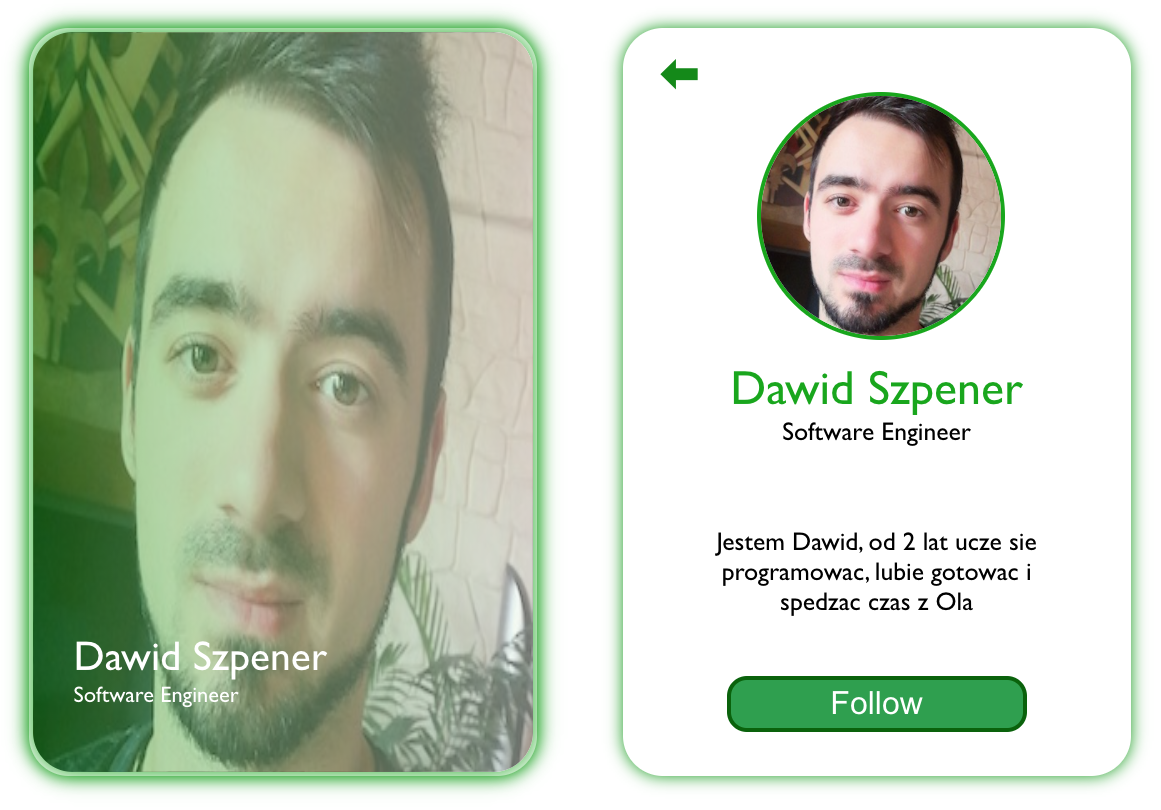 Dawid Szpener
Software Engineer
Dawid Szpener
Software Engineer
Jestem Dawid, od 2 lat ucze sie
programowac, lubie gotowac i
spedzac czas z Ola
Follow